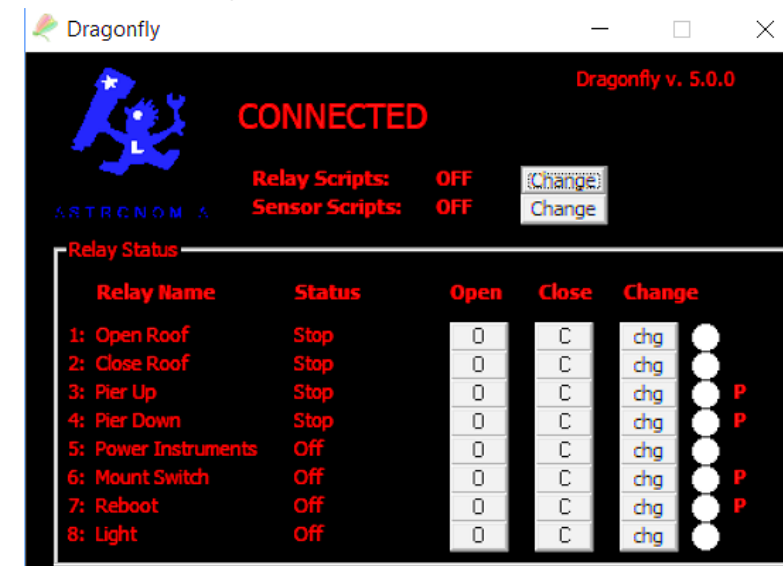 Dragonfly
Dragonfly v. 5.0.0
CONNECTED
Relay Scripts: OFF Change
Sensor Scripts: OFF Change
L
Relay Status
Relay Name Status Open Close Change
1: Open Roof Stop O C chg
2: Close Roof Stop O C chg
3: Pier Up Stop O C chg P
4: Pier Down Stop O C chg P
5: Power Instruments Off O C chg
6: Mount Switch Off O C chg P
7: Reboot Off O C chg P
8: Light Off O C chg